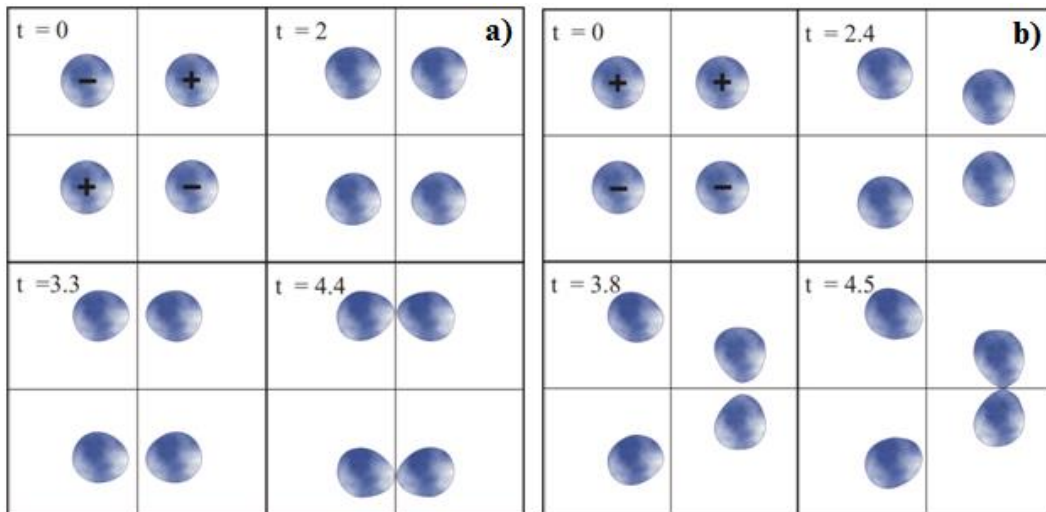 t = 0
− +
+ −
t = 2
a)
t =3.3
t =4.4
t = 0
+ +
− −
t = 2.4
b)
t = 3.8
t = 4.5